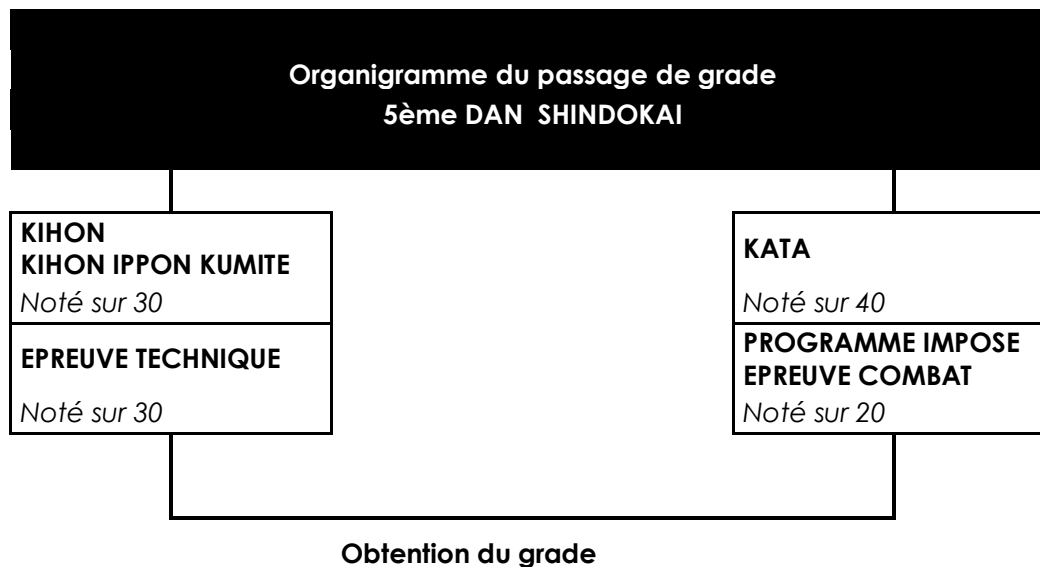 Organigramme du passage de grade
5ème DAN SHINDOKAI
KIHON
KIHON IPPON KUMITE
Noté sur 30
EPREUVE TECHNIQUE
Noté sur 30
KATA
Noté sur 40
PROGRAMME IMPOSE
EPREUVE COMBAT
Noté sur 20
Obtention du grade